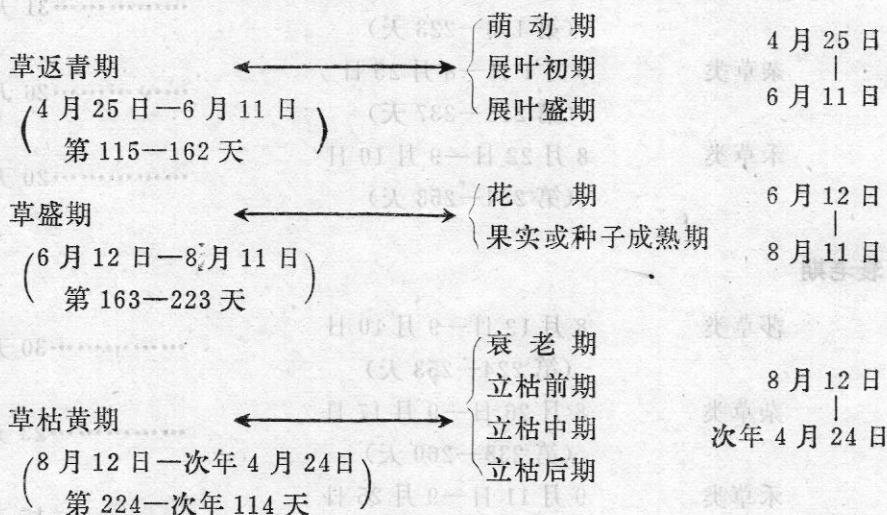 萌动期
4月25日
草返青期 展叶初期 |
展叶盛期 6月11日
(4月25日—6月11日
第115—162天)
花期 6月12日
草盛期 |
果实或种子成熟期 8月11日
(6月12日—8月11日
第163—223天)
衰老期
立枯前期 8月12日
草枯黄期 立枯中期 |
次年4月24日
立枯后期
(8月12日—次年4月24日
第224—次年114天)